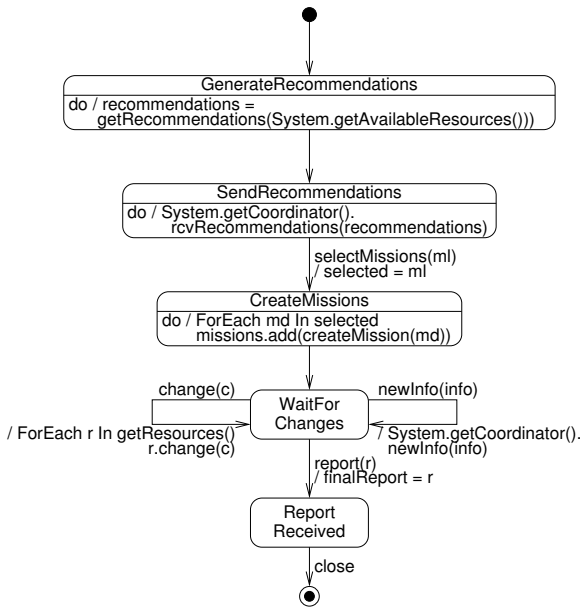 GenerateRecommendations
do / recommendations =
getRecommendations(System.getAvailableResources()))
SendRecommendations
do / System.getCoordinator().
rcvRecommendations(recommendations)
selectMissions(ml)
/ selected = ml
CreateMissions
do / ForEach md In selected
missions.add(createMission(md))
change(c)
/ ForEach r In getResources()
r.change(c)
WaitFor
Changes
newInfo(info)
/ System.getCoordinator().
newInfo(info)
report(r)
/ finalReport = r
Report
Received
close